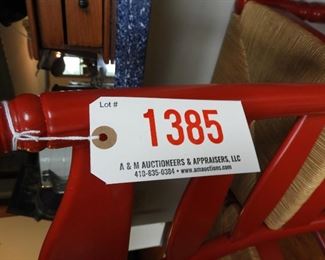 Lot #
1385
A & M AUCTIONEERS & APPRAISERS, LLC
410-835-0384 • www.amauctions.com